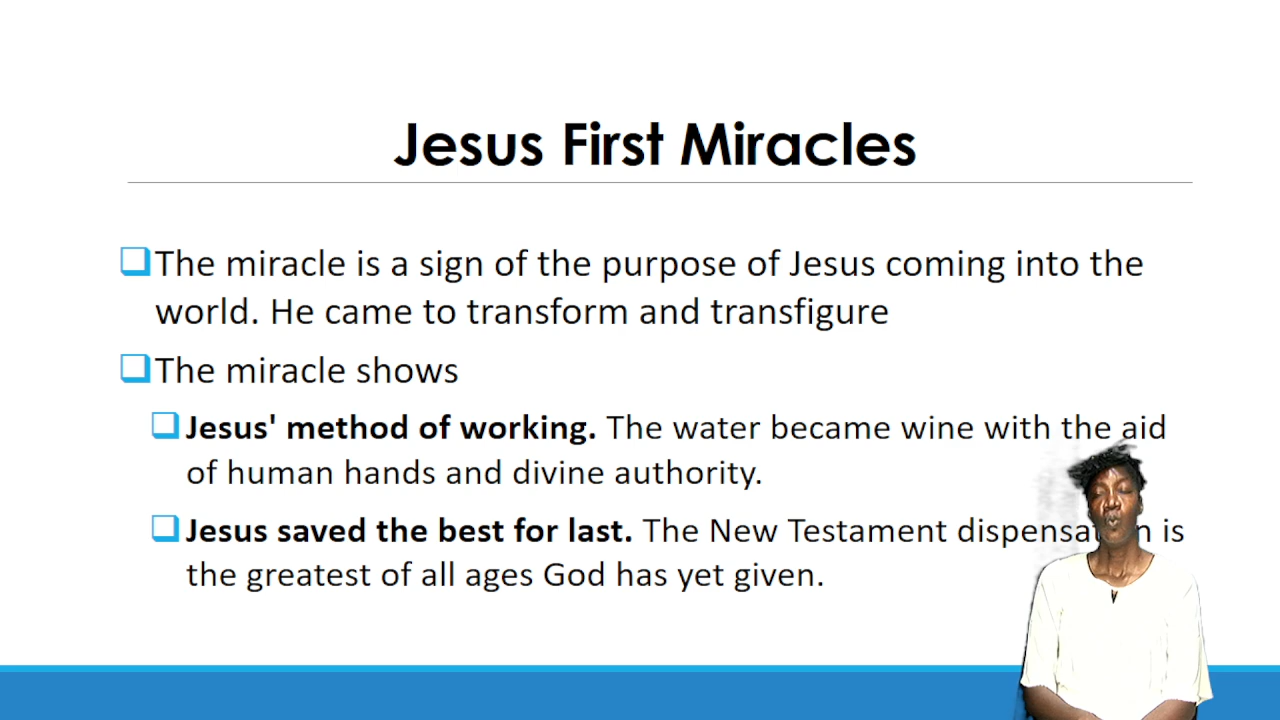 Jesus First Miracles
The miracle is a sign of the purpose of Jesus coming into the
world. He came to transform and transfigure
The miracle shows
Jesus' method of working. The water became wine with the aid
of human hands and divine authority.
Jesus saved the best for last. The New Testament is
the greatest of all ages God has yet given.